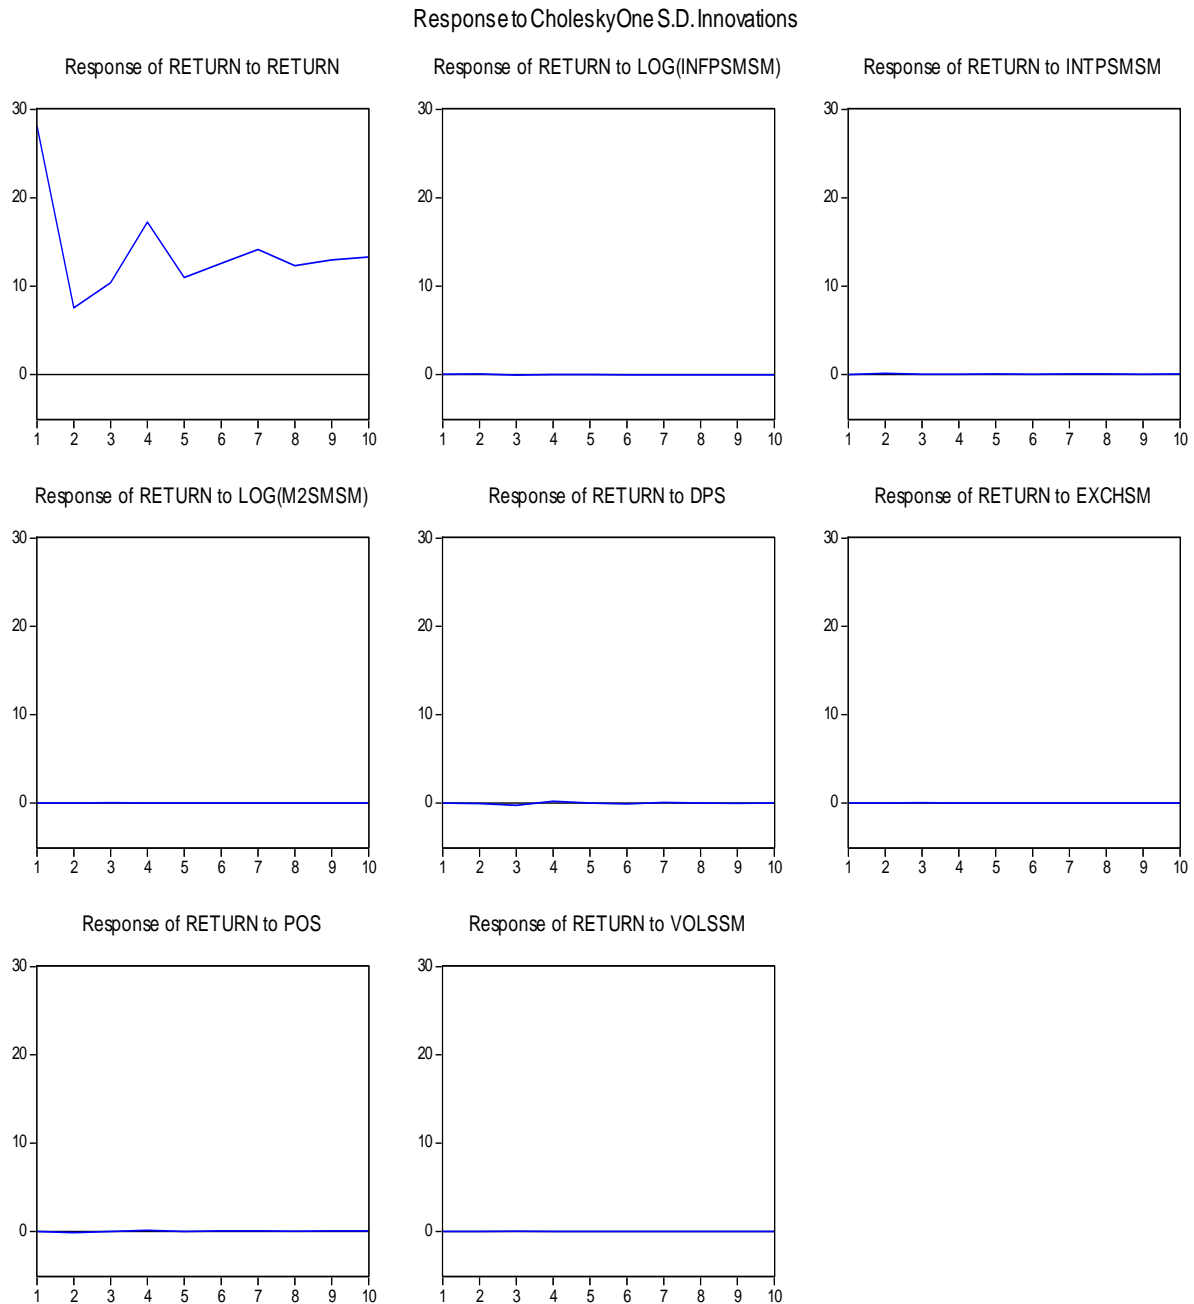 Response to Cholesky One S.D. Innovations
Response of RETURN to RETURN
Response of RETURN to LOG(INFPSMSM)
Response of RETURN to INTPSMSM
30
20
10
0
1 2 3 4 5 6 7 8 9 10
30
20
10
0
1 2 3 4 5 6 7 8 9 10
30
20
10
0
1 2 3 4 5 6 7 8 9 10
Response of RETURN to LOG(M2SMSM)
Response of RETURN to DPS
Response of RETURN to EXCHSM
30
20
10
0
1 2 3 4 5 6 7 8 9 10
30
20
10
0
1 2 3 4 5 6 7 8 9 10
30
20
10
0
1 2 3 4 5 6 7 8 9 10
Response of RETURN to POS
Response of RETURN to VOLSSM
30
20
10
0
1 2 3 4 5 6 7 8 9 10
30
20
10
0
1 2 3 4 5 6 7 8 9 10